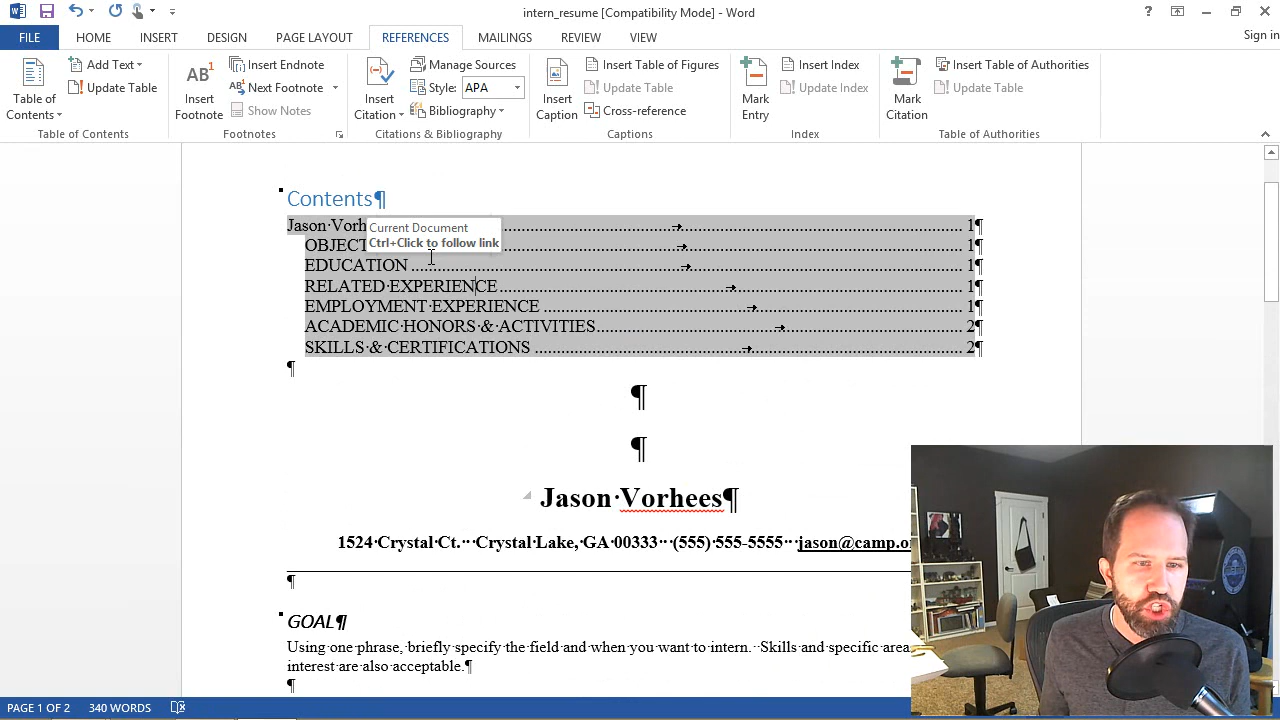 intern_resume [Compatibility Mode] - Word
Sign in
FILE HOME INSERT DESIGN PAGE LAYOUT REFERENCES MAILINGS REVIEW VIEW
Table of Contents
Add Text
Update Table
Table of Contents
AB1 Insert Footnote
Insert Endnote
Next Footnote
Show Notes
Footnotes
Insert Citation
Manage Sources
Style: APA
Bibliography
Citations & Bibliography
Insert Caption
Insert Table of Figures
Update Table
Cross-reference
Captions
Mark Entry
Insert Index
Update Index
Index
Mark Citation
Insert Table of Authorities
Update Table
Table of Authorities
Contents¶
Jason·Vorh → 1¶
Current Document
Ctrl+Click to follow link
OBJECT → 1¶
EDUCATION → 1¶
RELATED·EXPERIENCE → 1¶
EMPLOYMENT·EXPERIENCE → 1¶
ACADEMIC·HONORS·&·ACTIVITIES → 2¶
SKILLS·&·CERTIFICATIONS → 2¶
¶
¶
¶
Jason·Vorhees¶
1524·Crystal·Ct.···Crystal·Lake,·GA·00333···(555)·555-5555···jason@camp.o
¶
GOAL¶
Using·one·phrase,·briefly·specify·the·field·and·when·you·want·to·intern.··Skills·and·specific·area
interest·are·also·acceptable.¶
¶
PAGE 1 OF 2 340 WORDS